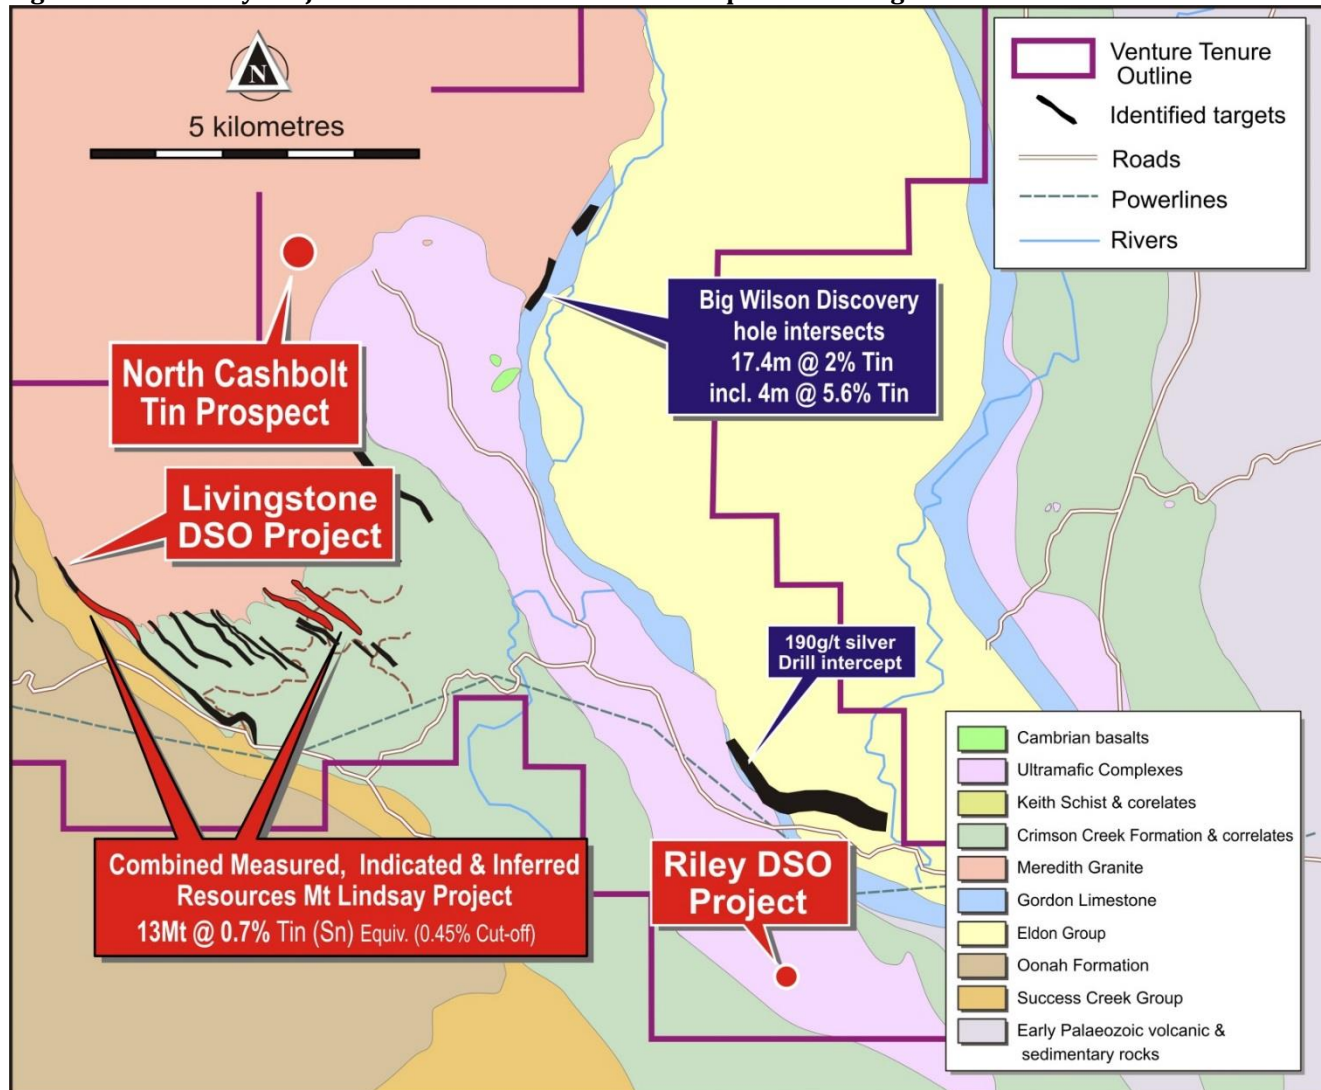 N
5 kilometres
Venture Tenure
Outline
Identified targets
Roads
Powerlines
Rivers
North Cashbolt
Tin Prospect
Big Wilson Discovery
hole intersects
17.4m @ 2% Tin
incl. 4m @ 5.6% Tin
Livingstone
DSO Project
190g/t silver
Drill intercept
Combined Measured, Indicated & Inferred
Resources Mt Lindsay Project
13Mt @ 0.7% Tin (Sn) Equiv. (0.45% Cut-off)
Riley DSO
Project
Cambrian basalts
Ultramafic Complexes
Keith Schist & corelates
Crimson Creek Formation & correlates
Meredith Granite
Gordon Limestone
Eldon Group
Oonah Formation
Success Creek Group
Early Palaeozoic volcanic &
sedimentary rocks